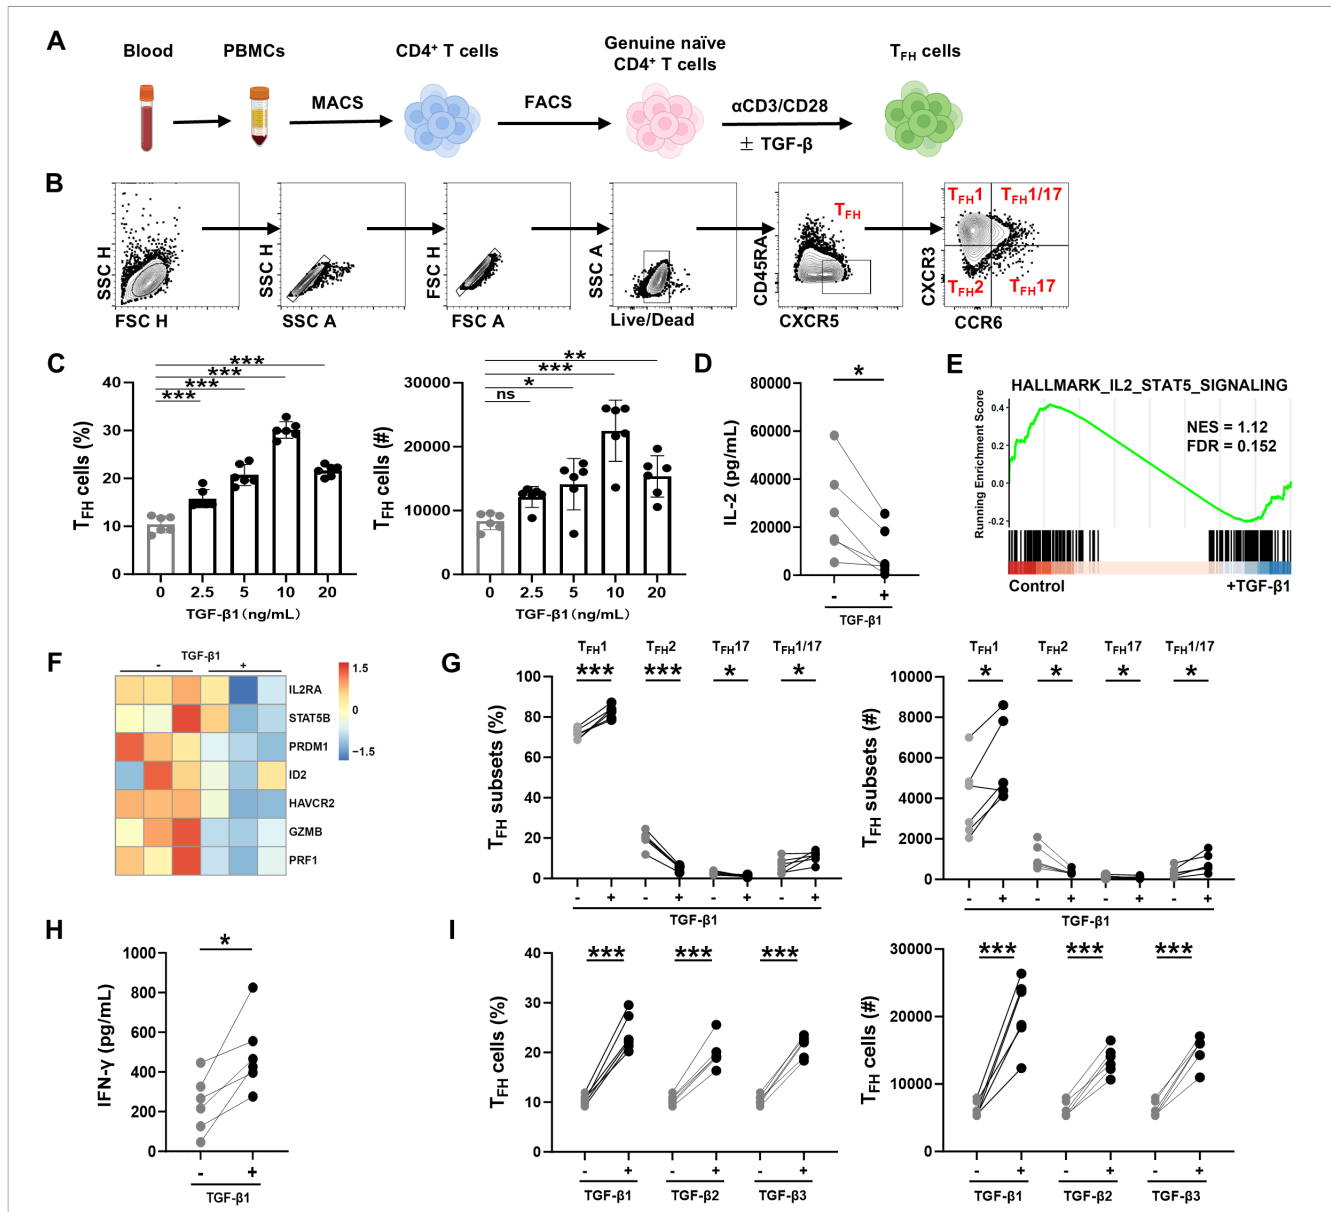 A
Blood
PBMCs
CD4⁺ T cells
Genuine naïve
CD4⁺ T cells
TFH cells
MACS
FACS
αCD3/CD28
± TGF-β
B
SSC H
FSC H
SSC H
SSC A
FSC H
FSC A
SSC A
Live/Dead
CD45RA
TFH
CXCR5
CXCR3
TFH1
TFH1/17
TFH2
TFH17
CCR6
C
TFH cells (%)
40
30
20
10
0
***
***
***
***
0 2.5 5 10 20
TGF-β1(ng/mL)
TFH cells (#)
30000
20000
10000
0
**
***
*
ns
0 2.5 5 10 20
TGF-β1(ng/mL)
D
IL-2 (pg/mL)
80000
60000
40000
20000
0
*
- +
TGF-β1
E
HALLMARK_IL2_STAT5_SIGNALING
Running Enrichment Score
0.4
0.2
0.0
-0.2
NES = 1.12
FDR = 0.152
Control
+TGF-β1
F
TGF-β1
- +
IL2RA
STAT5B
PRDM1
ID2
HAVCR2
GZMB
PRF1
1.5
0
−1.5
G
TFH1 TFH2 TFH17 TFH1/17
*** *** * *
TFH subsets (%)
100
80
60
40
20
0
- + - + - + - +
TGF-β1
TFH1 TFH2 TFH17 TFH1/17
* * * *
TFH subsets (#)
10000
8000
6000
4000
2000
0
- + - + - + - +
TGF-β1
H
IFN-γ (pg/mL)
1000
800
600
400
200
0
*
- +
TGF-β1
I
TFH cells (%)
40
30
20
10
0
*** *** ***
- + - + - +
TGF-β1 TGF-β2 TGF-β3
TFH cells (#)
30000
20000
10000
0
*** *** ***
- + - + - +
TGF-β1 TGF-β2 TGF-β3